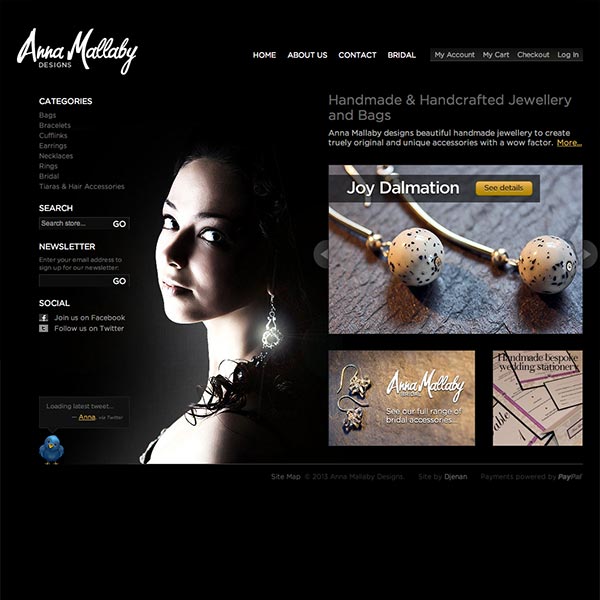 Anna Mallaby
DESIGNS
HOME ABOUT US CONTACT BRIDAL My Account My Cart Checkout Log In
CATEGORIES
Bags
Bracelets
Cufflinks
Earrings
Necklaces
Rings
Bridal
Tiaras & Hair Accessories
SEARCH
Search store... GO
NEWSLETTER
Enter your email address to
sign up for our newsletter:
GO
SOCIAL
Join us on Facebook
Follow us on Twitter
Loading latest tweet...
— Anna, via Twitter
Handmade & Handcrafted Jewellery
and Bags
Anna Mallaby designs beautiful handmade jewellery to create
truely original and unique accessories with a wow factor. More...
Joy Dalmation See details
Anna Mallaby
BRIDAL
See our full range of
bridal accessories...
Handmade bespoke
wedding stationery
Site Map © 2013 Anna Mallaby Designs. Site by Djenan Payments powered by PayPal